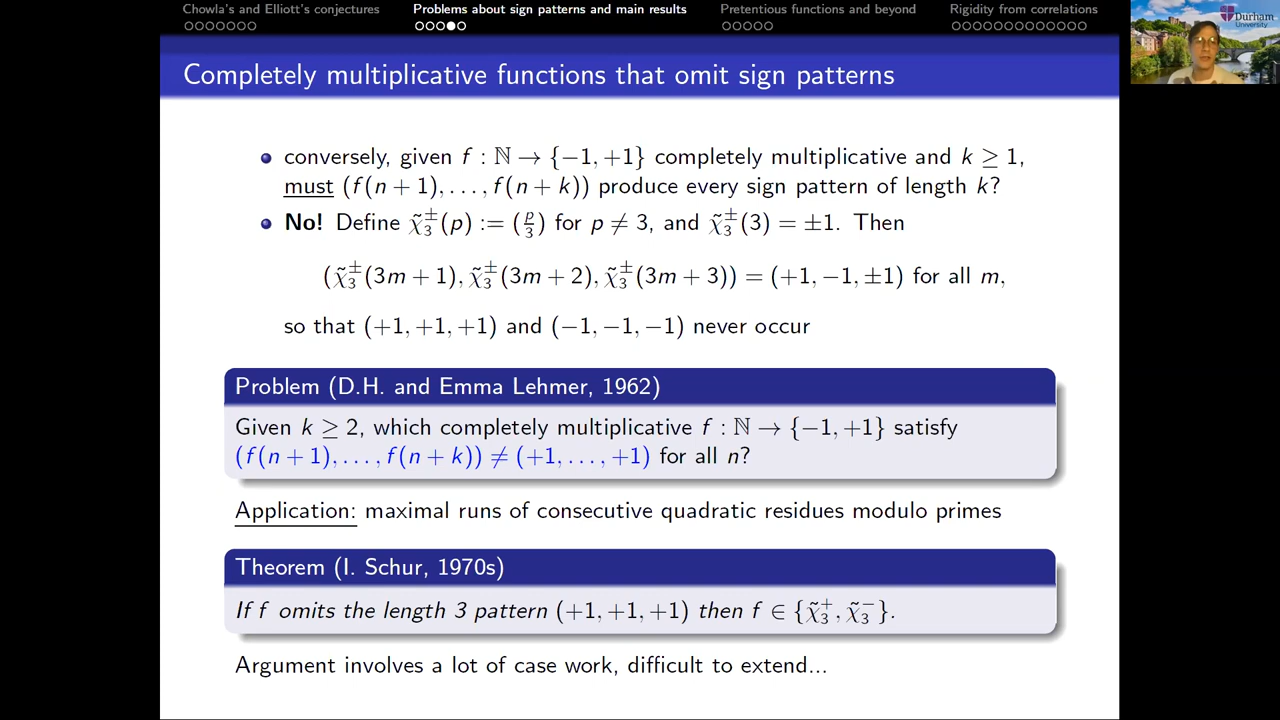 Chowla's and Elliott's conjectures
Problems about sign patterns and main results
Pretentious functions and beyond
Rigidity from correlations
Durham
University
Completely multiplicative functions that omit sign patterns
conversely, given f : ℕ → {−1, +1} completely multiplicative and k ≥ 1,
must (f(n + 1), . . . , f(n + k)) produce every sign pattern of length k?
No! Define χ̃₃^±(p) := (p/3) for p ≠ 3, and χ̃₃^±(3) = ±1. Then
(χ̃₃^±(3m + 1), χ̃₃^±(3m + 2), χ̃₃^±(3m + 3)) = (+1, −1, ±1) for all m,
so that (+1, +1, +1) and (−1, −1, −1) never occur
Problem (D.H. and Emma Lehmer, 1962)
Given k ≥ 2, which completely multiplicative f : ℕ → {−1, +1} satisfy
(f(n + 1), . . . , f(n + k)) ≠ (+1, . . . , +1) for all n?
Application: maximal runs of consecutive quadratic residues modulo primes
Theorem (I. Schur, 1970s)
If f omits the length 3 pattern (+1, +1, +1) then f ∈ {χ̃₃^+, χ̃₃^−}.
Argument involves a lot of case work, difficult to extend...